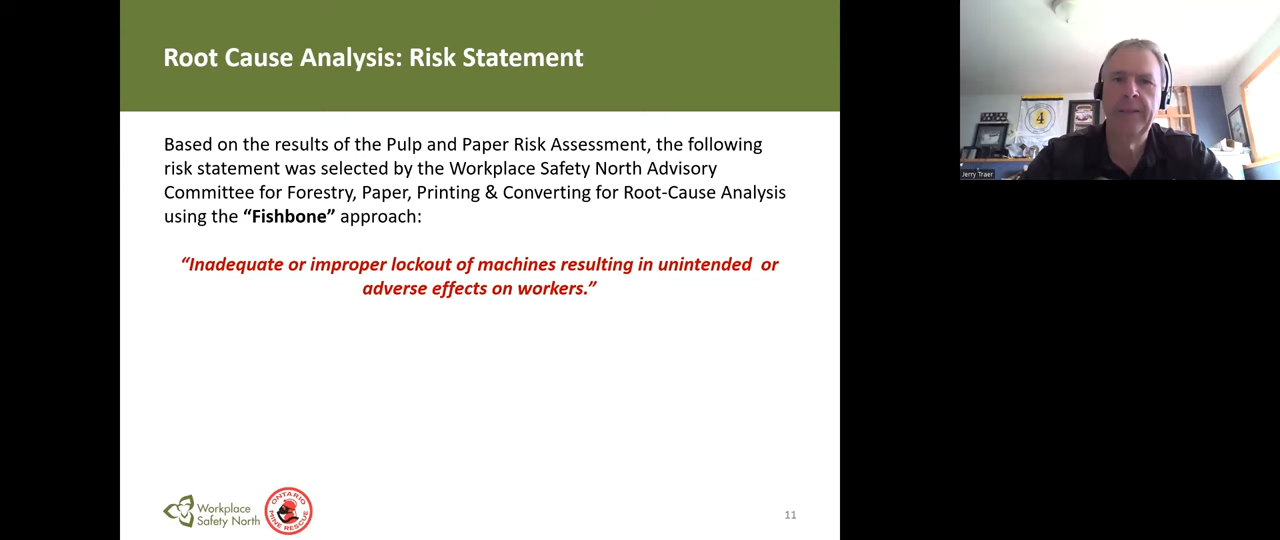 Root Cause Analysis: Risk Statement
Based on the results of the Pulp and Paper Risk Assessment, the following
risk statement was selected by the Workplace Safety North Advisory
Committee for Forestry, Paper, Printing & Converting for Root-Cause Analysis
using the “Fishbone” approach:
“Inadequate or improper lockout of machines resulting in unintended or
adverse effects on workers.”
Workplace
Safety North
ONTARIO
MINE RESCUE
11
4
Jerry Traer